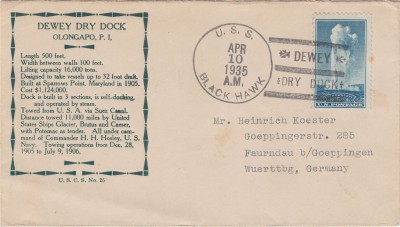 DEWEY DRY DOCK
OLONGAPO, P. I.
Length 500 feet.
Width between walls 100 feet.
Lifting capacity 16,000 tons.
Designed to take vessels up to 32 foot draft.
Built at Sparrows Point, Maryland in 1905.
Cost $1,124,000.
Dock is built in 3 sections, is self-docking,
and operated by steam.
Towed from U. S. A. via Suez Canal.
Distance towed 11,000 miles by United
States Ships Glacier, Brutus and Caesar,
with Potomac as tender. All under com-
mand of Commander H. H. Hosley, U. S.
Navy. Towing operations from Dec. 28,
1905 to July 9, 1906.
U. S. C. S. No. 25
U. S. S.
APR
10
1935
A.M.
BLACK HAWK
DEWEY
DRY DOCK
U.S. POSTAGE
Mr. Heinrich Koester
Goeppingerstr. 285
Faurndau b/Goeppingen
Wuerttbg, Germany